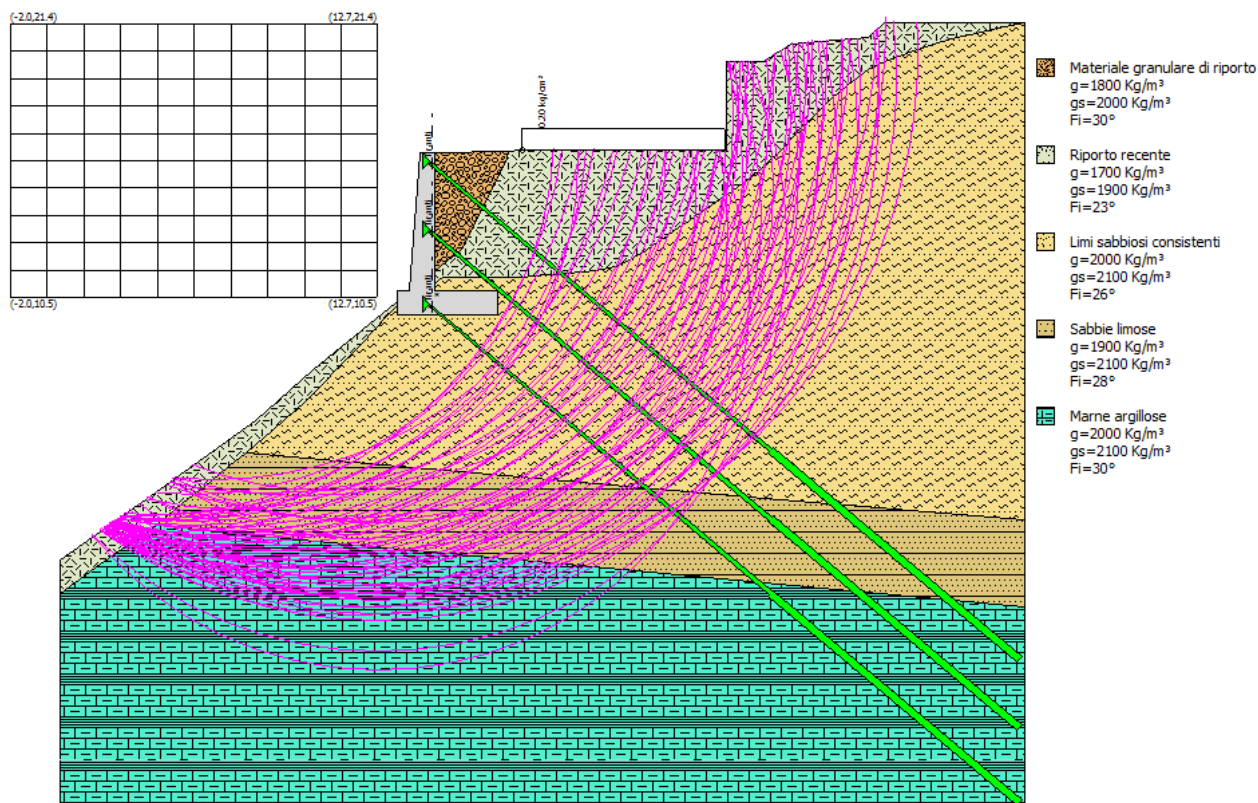 (-2.0,21.4)
(12.7,21.4)
(-2.0,10.5)
(12.7,10.5)
0.20 kg/cm²
Materiale granulare di riporto
g=1800 Kg/m³
gs=2000 Kg/m³
Fi=30°
Riporto recente
g=1700 Kg/m³
gs=1900 Kg/m³
Fi=23°
Limi sabbiosi consistenti
g=2000 Kg/m³
gs=2100 Kg/m³
Fi=26°
Sabbie limose
g=1900 Kg/m³
gs=2100 Kg/m³
Fi=28°
Marne argillose
g=2000 Kg/m³
gs=2100 Kg/m³
Fi=30°